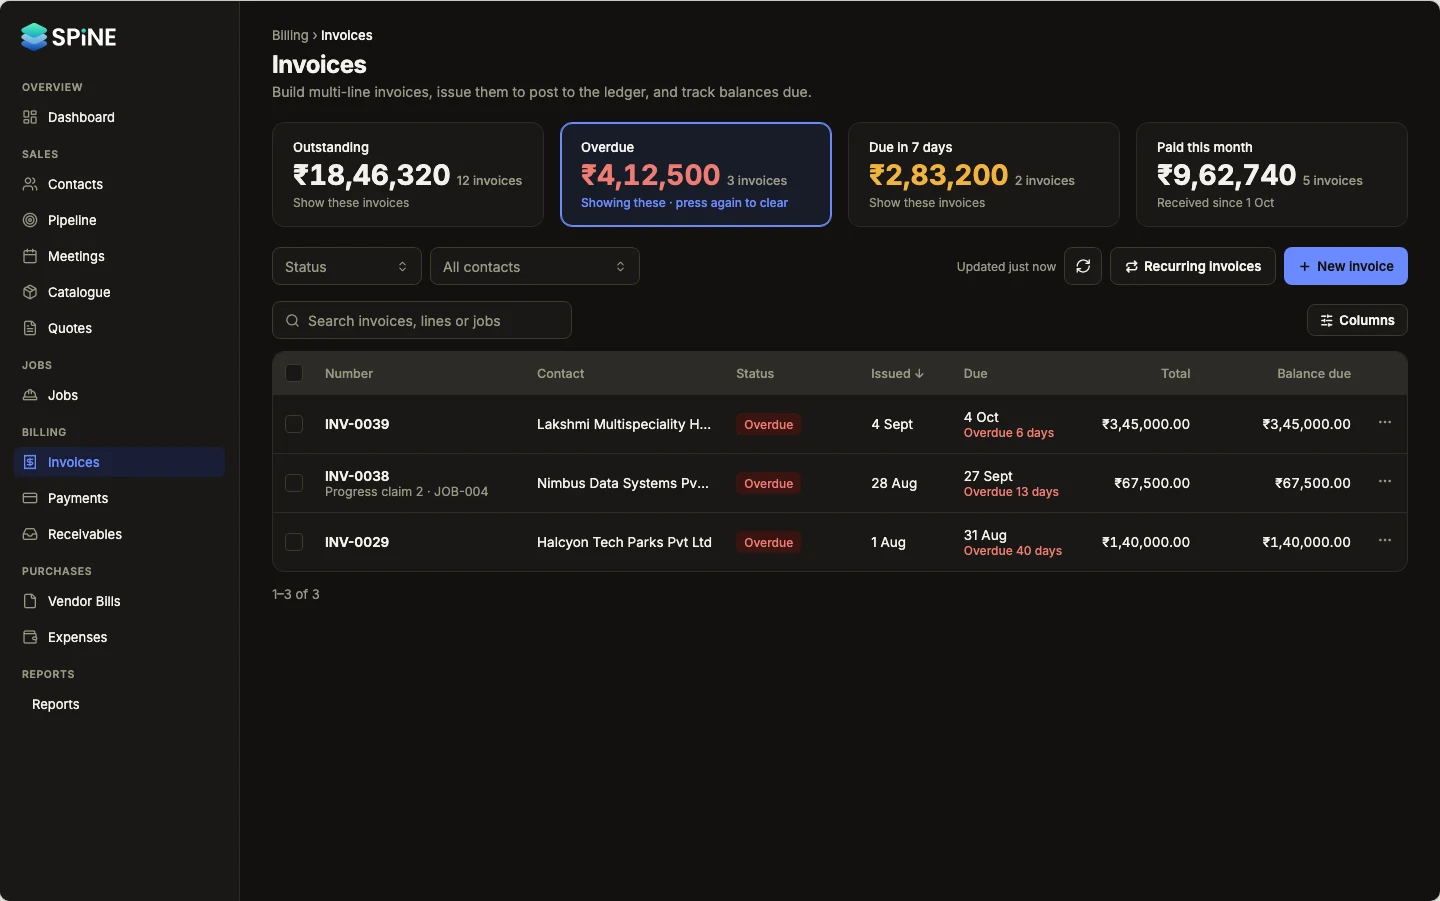 SPiNE
OVERVIEW
Dashboard
SALES
Contacts
Pipeline
Meetings
Catalogue
Quotes
JOBS
Jobs
BILLING
Invoices
Payments
Receivables
PURCHASES
Vendor Bills
Expenses
REPORTS
Reports
Billing › Invoices
Invoices
Build multi-line invoices, issue them to post to the ledger, and track balances due.
Outstanding
₹18,46,320 12 invoices
Show these invoices
Overdue
₹4,12,500 3 invoices
Showing these · press again to clear
Due in 7 days
₹2,83,200 2 invoices
Show these invoices
Paid this month
₹9,62,740 5 invoices
Received since 1 Oct
Status
All contacts
Updated just now
Recurring invoices
+ New invoice
Search invoices, lines or jobs
Columns
Number Contact Status Issued ↓ Due Total Balance due
INV-0039 Lakshmi Multispeciality H... Overdue 4 Sept 4 Oct ₹3,45,000.00 ₹3,45,000.00 ...
Overdue 6 days
INV-0038 Nimbus Data Systems Pv... Overdue 28 Aug 27 Sept ₹67,500.00 ₹67,500.00 ...
Progress claim 2 · JOB-004 Overdue 13 days
INV-0029 Halcyon Tech Parks Pvt Ltd Overdue 1 Aug 31 Aug ₹1,40,000.00 ₹1,40,000.00 ...
Overdue 40 days
1–3 of 3